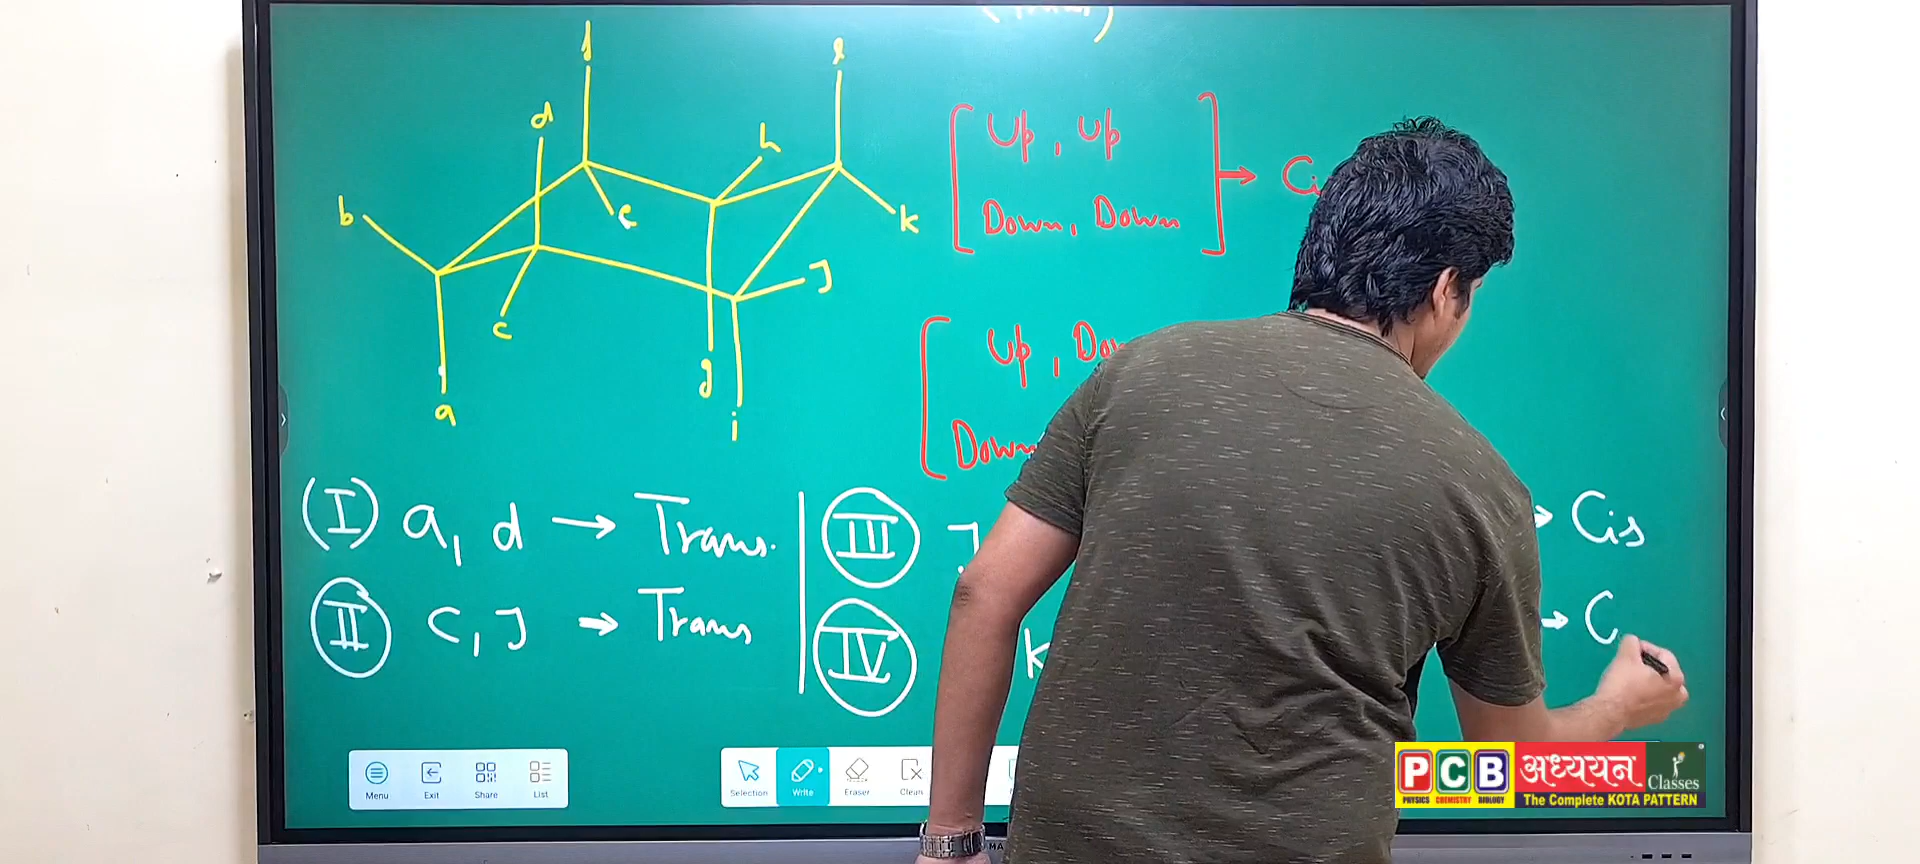 f
l
d
h
b
e
k
J
c
g
a
i
[ Up, Up
Down, Down ] →
[ Up,
Down
(I) a, d → Trans.
II c, J → Trans
III J → Cis
IV k → C
Menu Exit Share List
Selection Write Eraser Clean
PCB अध्ययन Classes
PHYSICS CHEMISTRY BIOLOGY
The Complete KOTA PATTERN